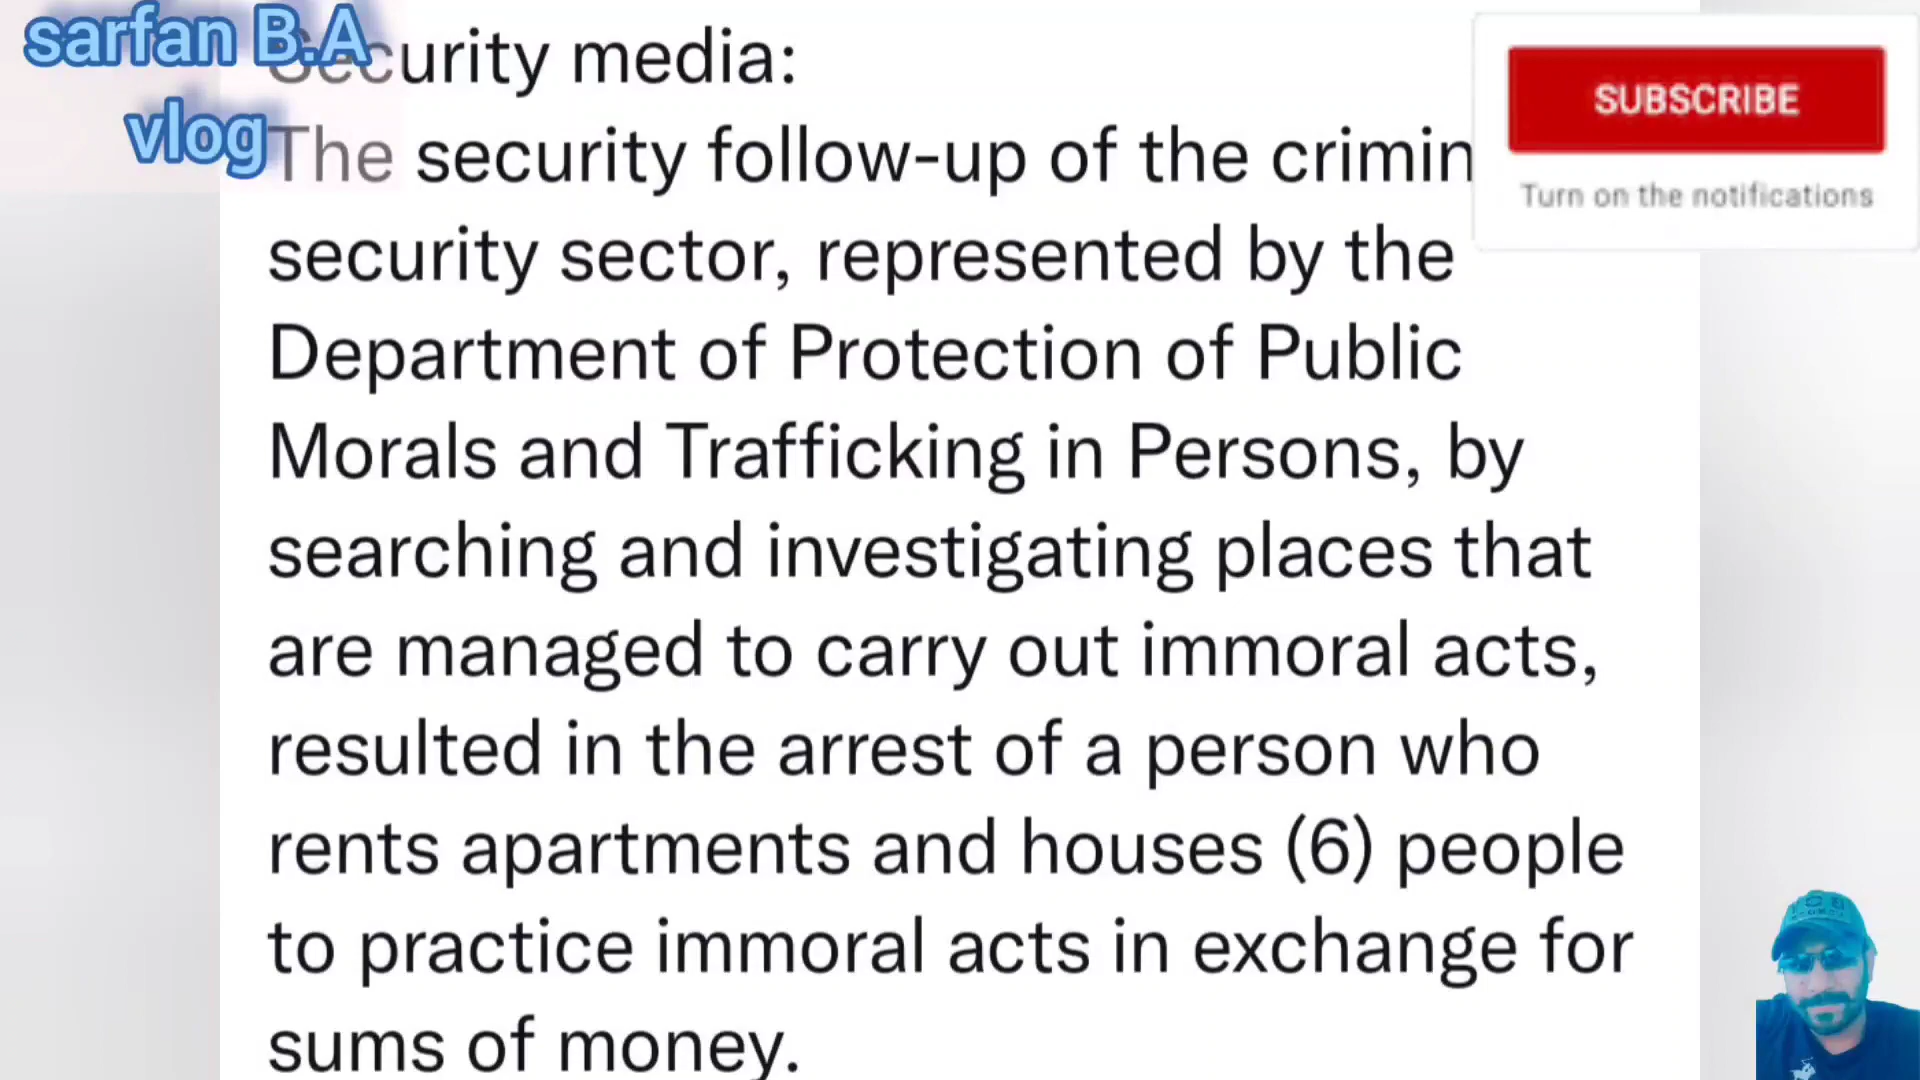 sarfan B.A
vlog
Security media:
The security follow-up of the crimin
security sector, represented by the
Department of Protection of Public
Morals and Trafficking in Persons, by
searching and investigating places that
are managed to carry out immoral acts,
resulted in the arrest of a person who
rents apartments and houses (6) people
to practice immoral acts in exchange for
sums of money.
SUBSCRIBE
Turn on the notifications